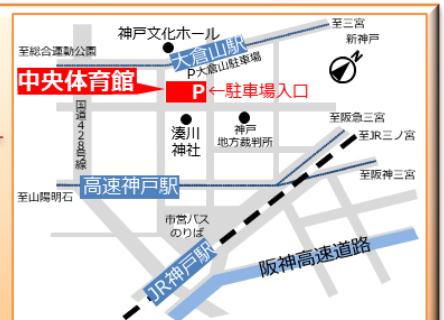 至三宮
神戸文化ホール
新神戸
至総合運動公園
大倉山駅
P大倉山駐車場
中央体育館
P
←駐車場入口
国道428号線
湊川
神社
神戸
地方裁判所
至阪急三宮
至JR三ノ宮
至阪神三宮
高速神戸駅
至山陽明石
市営バス
のりば
阪神高速道路
JR神戸駅